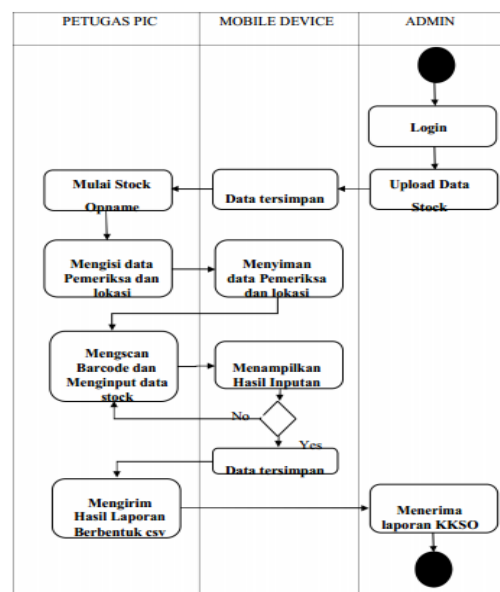 PETUGAS PIC
MOBILE DEVICE
ADMIN
Login
Upload Data
Stock
Data tersimpan
Mulai Stock
Opname
Mengisi data
Pemeriksa dan
lokasi
Menyiman
data Pemeriksa
dan lokasi
Mengscan
Barcode dan
Menginput data
stock
Menampilkan
Hasil Inputan
No
Yes
Data tersimpan
Mengirim
Hasil Laporan
Berbentuk csv
Menerima
laporan KKSO